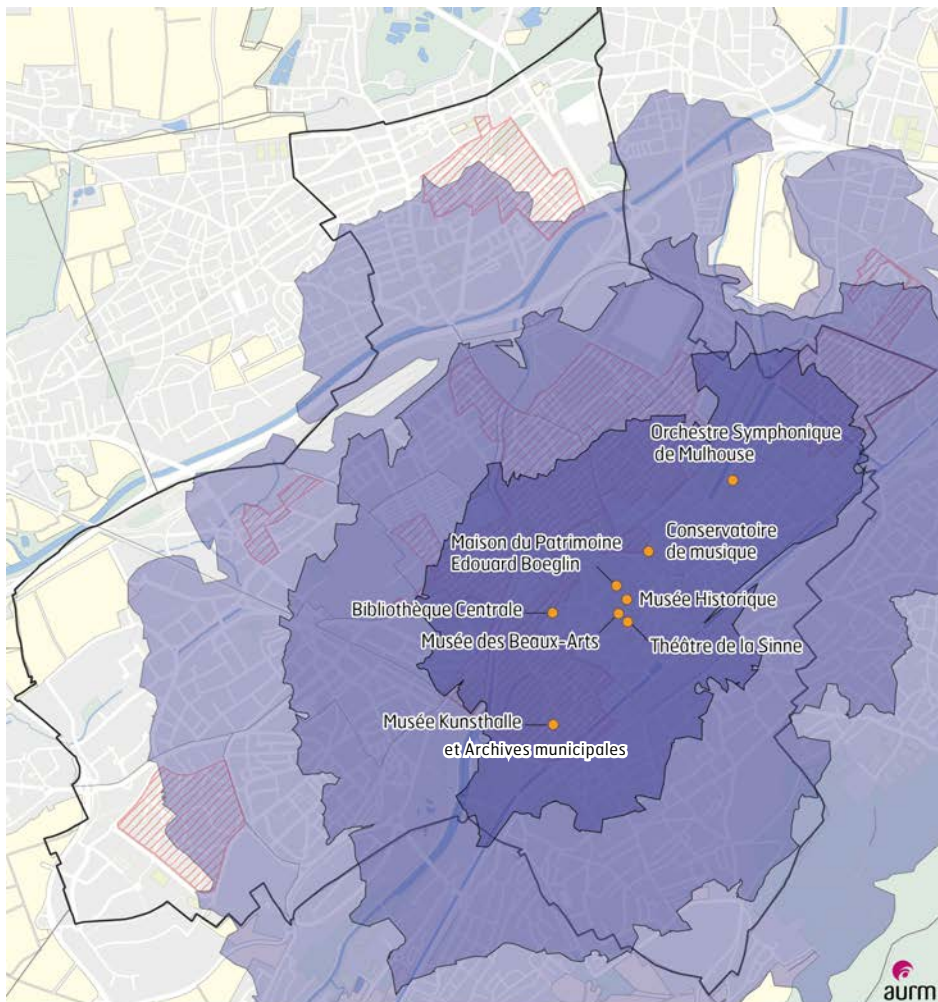 Orchestre Symphonique
de Mulhouse
Conservatoire
de musique
Maison du Patrimoine
Edouard Boeglin
Musée Historique
Bibliothèque Centrale
Musée des Beaux-Arts
Théâtre de la Sinne
Musée Kunsthalle
et Archives municipales
aurm